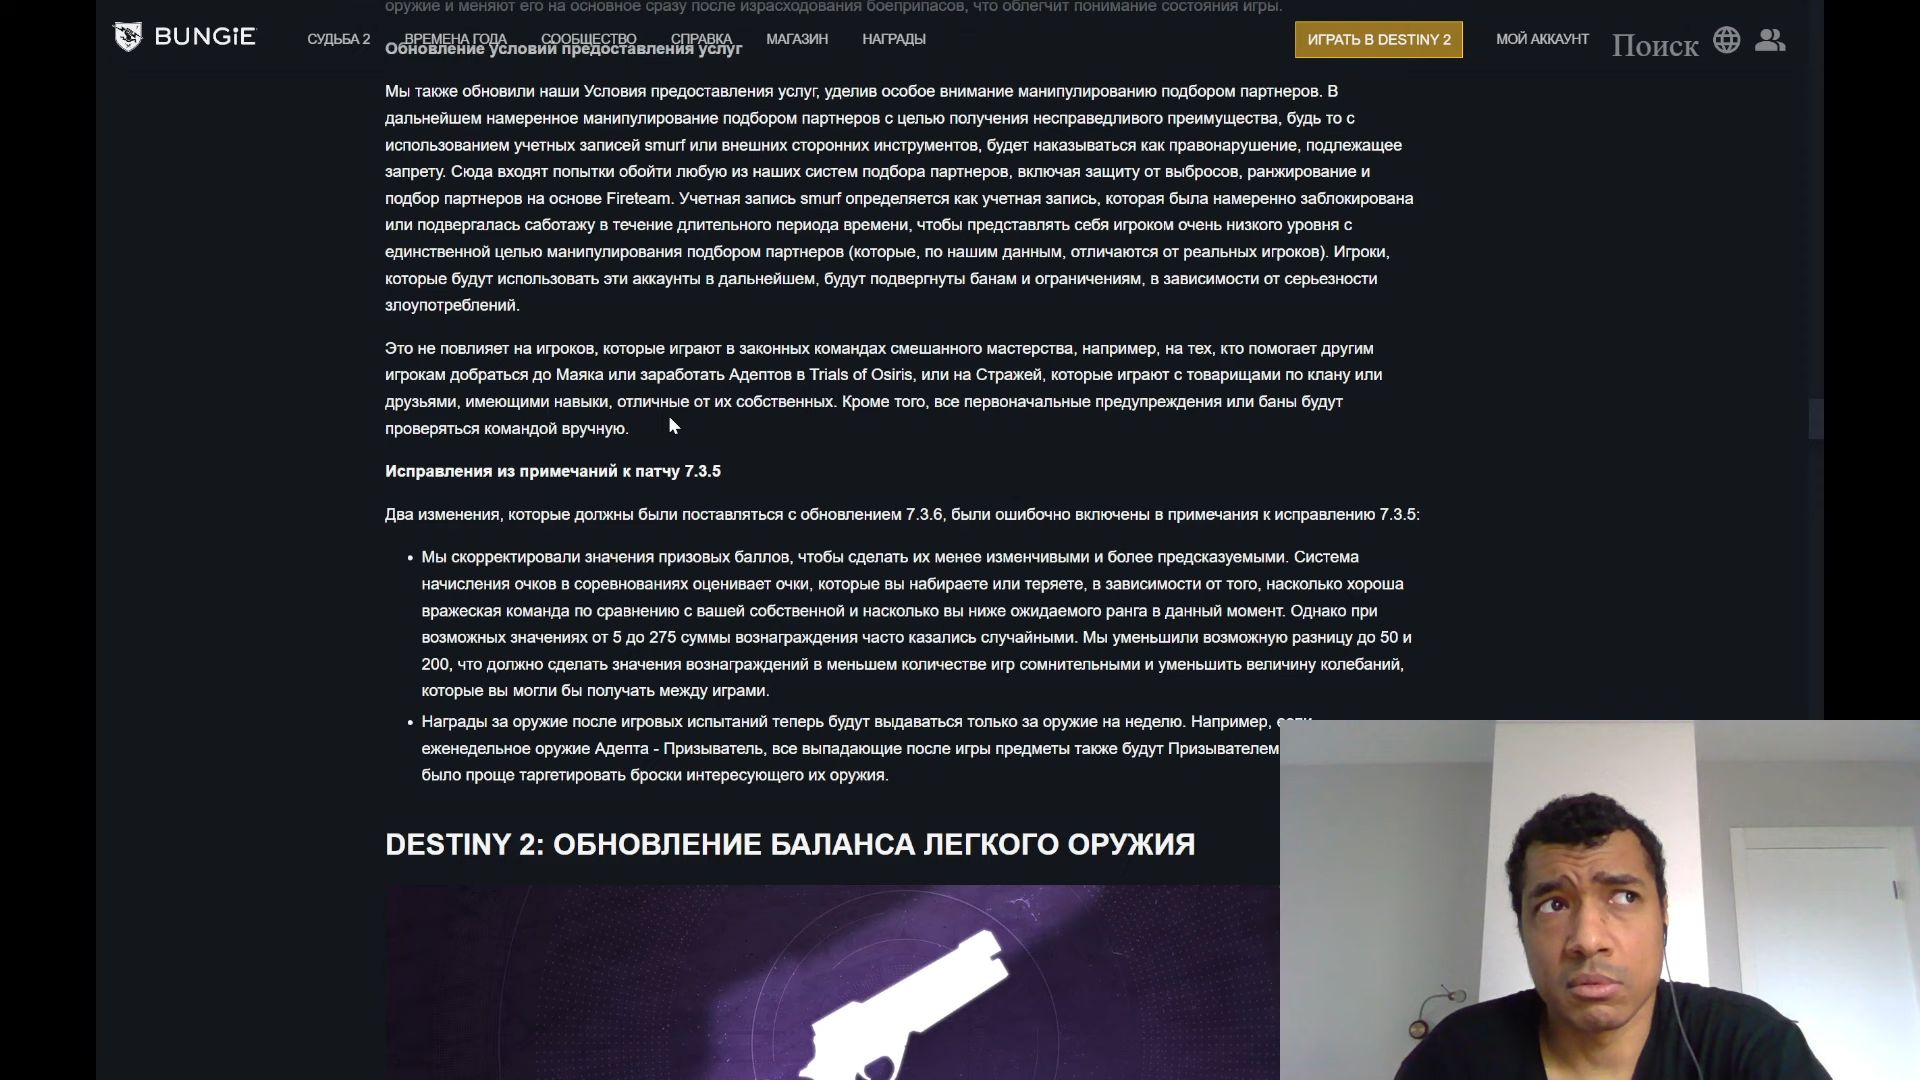 оружие и меняют его на основное сразу после израсходования боеприпасов, что облегчит понимание состояния игры.
BUNGiE
СУДЬБА 2
ВРЕМЕНА ГОДА
СООБЩЕСТВО
СПРАВКА
МАГАЗИН
НАГРАДЫ
ИГРАТЬ В DESTINY 2
МОЙ АККАУНТ
Поиск
Обновление условий предоставления услуг
Мы также обновили наши Условия предоставления услуг, уделив особое внимание манипулированию подбором партнеров. В
дальнейшем намеренное манипулирование подбором партнеров с целью получения несправедливого преимущества, будь то с
использованием учетных записей smurf или внешних сторонних инструментов, будет наказываться как правонарушение, подлежащее
запрету. Сюда входят попытки обойти любую из наших систем подбора партнеров, включая защиту от выбросов, ранжирование и
подбор партнеров на основе Fireteam. Учетная запись smurf определяется как учетная запись, которая была намеренно заблокирована
или подвергалась саботажу в течение длительного периода времени, чтобы представлять себя игроком очень низкого уровня с
единственной целью манипулирования подбором партнеров (которые, по нашим данным, отличаются от реальных игроков). Игроки,
которые будут использовать эти аккаунты в дальнейшем, будут подвергнуты банам и ограничениям, в зависимости от серьезности
злоупотреблений.
Это не повлияет на игроков, которые играют в законных командах смешанного мастерства, например, на тех, кто помогает другим
игрокам добраться до Маяка или заработать Адептов в Trials of Osiris, или на Стражей, которые играют с товарищами по клану или
друзьями, имеющими навыки, отличные от их собственных. Кроме того, все первоначальные предупреждения или баны будут
проверяться командой вручную.
Исправления из примечаний к патчу 7.3.5
Два изменения, которые должны были поставляться с обновлением 7.3.6, были ошибочно включены в примечания к исправлению 7.3.5:
• Мы скорректировали значения призовых баллов, чтобы сделать их менее изменчивыми и более предсказуемыми. Система
начисления очков в соревнованиях оценивает очки, которые вы набираете или теряете, в зависимости от того, насколько хороша
вражеская команда по сравнению с вашей собственной и насколько вы ниже ожидаемого ранга в данный момент. Однако при
возможных значениях от 5 до 275 суммы вознаграждения часто казались случайными. Мы уменьшили возможную разницу до 50 и
200, что должно сделать значения вознаграждений в меньшем количестве игр сомнительными и уменьшить величину колебаний,
которые вы могли бы получать между играми.
• Награды за оружие после игровых испытаний теперь будут выдаваться только за оружие на неделю. Например, если
еженедельное оружие Адепта - Призыватель, все выпадающие после игры предметы также будут Призывателем
было проще таргетировать броски интересующего их оружия.
DESTINY 2: ОБНОВЛЕНИЕ БАЛАНСА ЛЕГКОГО ОРУЖИЯ